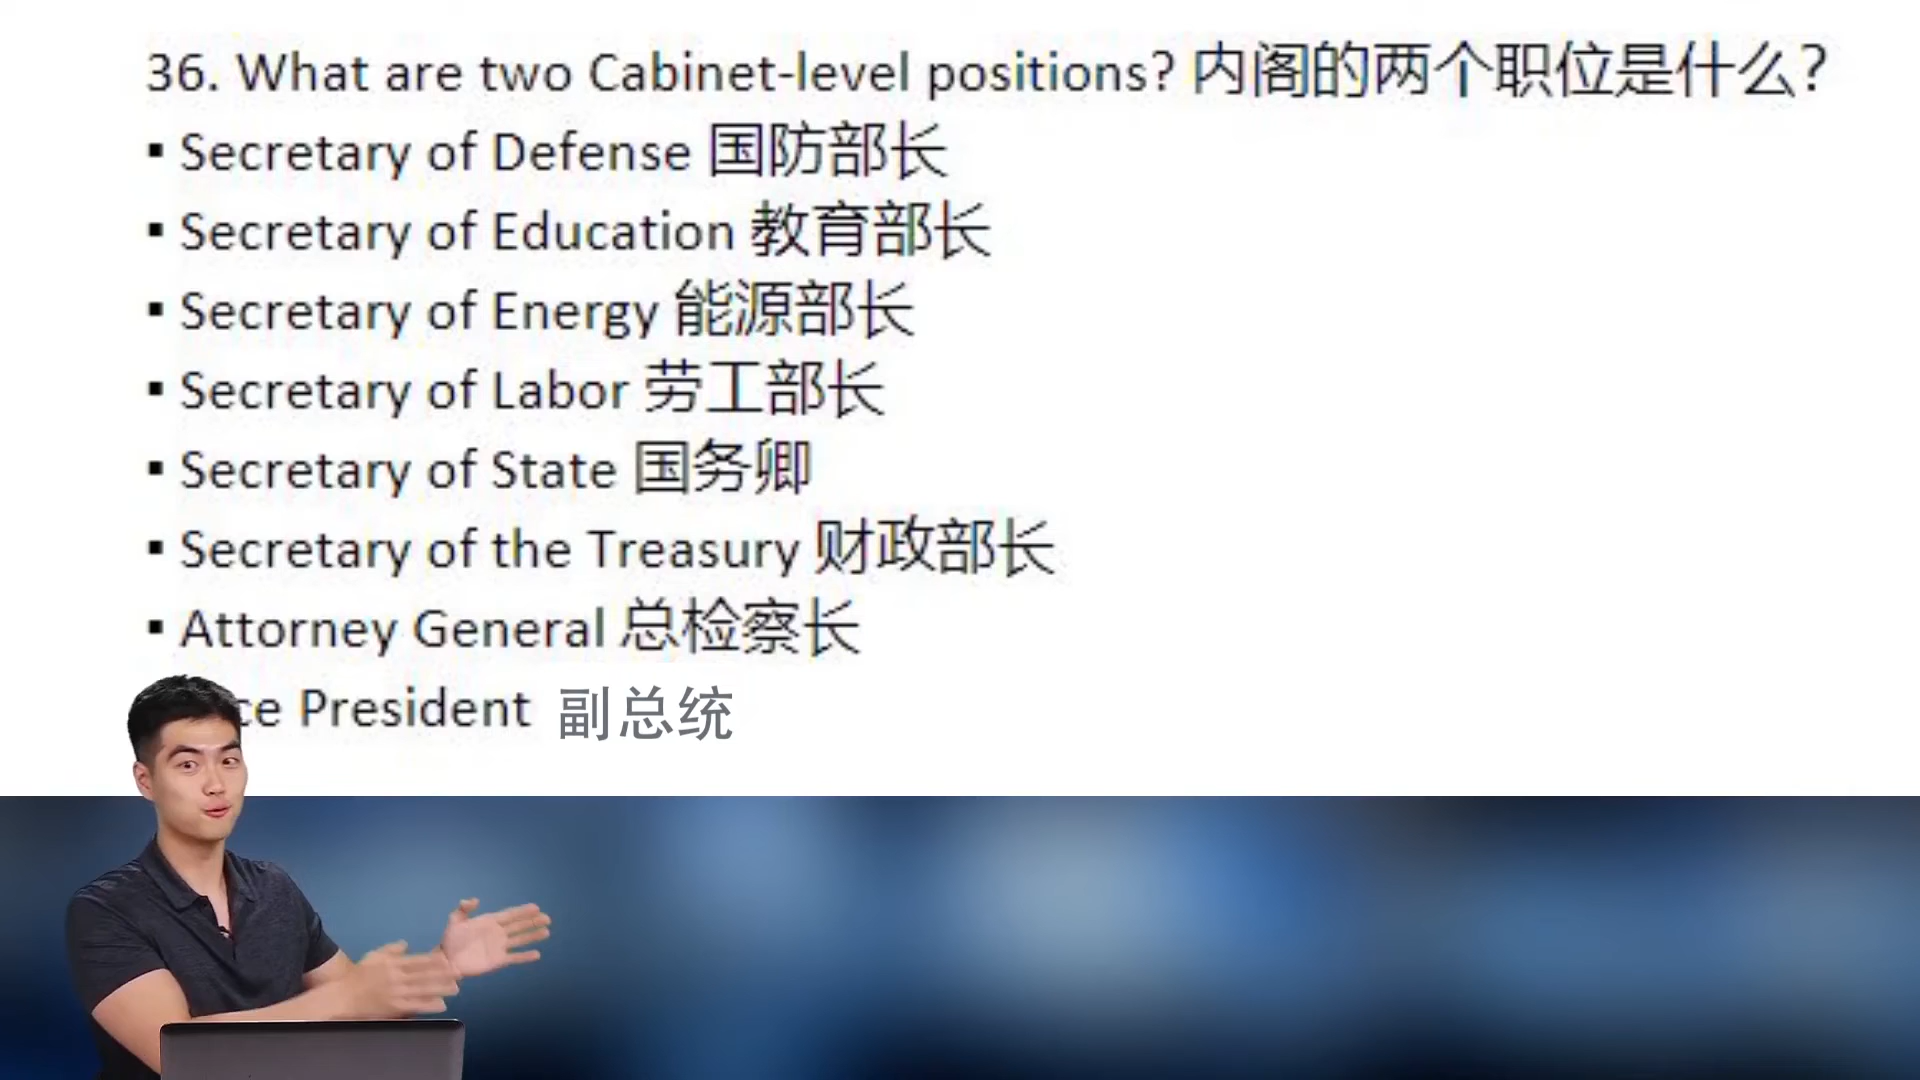 36. What are two Cabinet-level positions? 内阁的两个职位是什么?
▪ Secretary of Defense 国防部长
▪ Secretary of Education 教育部长
▪ Secretary of Energy 能源部长
▪ Secretary of Labor 劳工部长
▪ Secretary of State 国务卿
▪ Secretary of the Treasury 财政部长
▪ Attorney General 总检察长
President 副总统